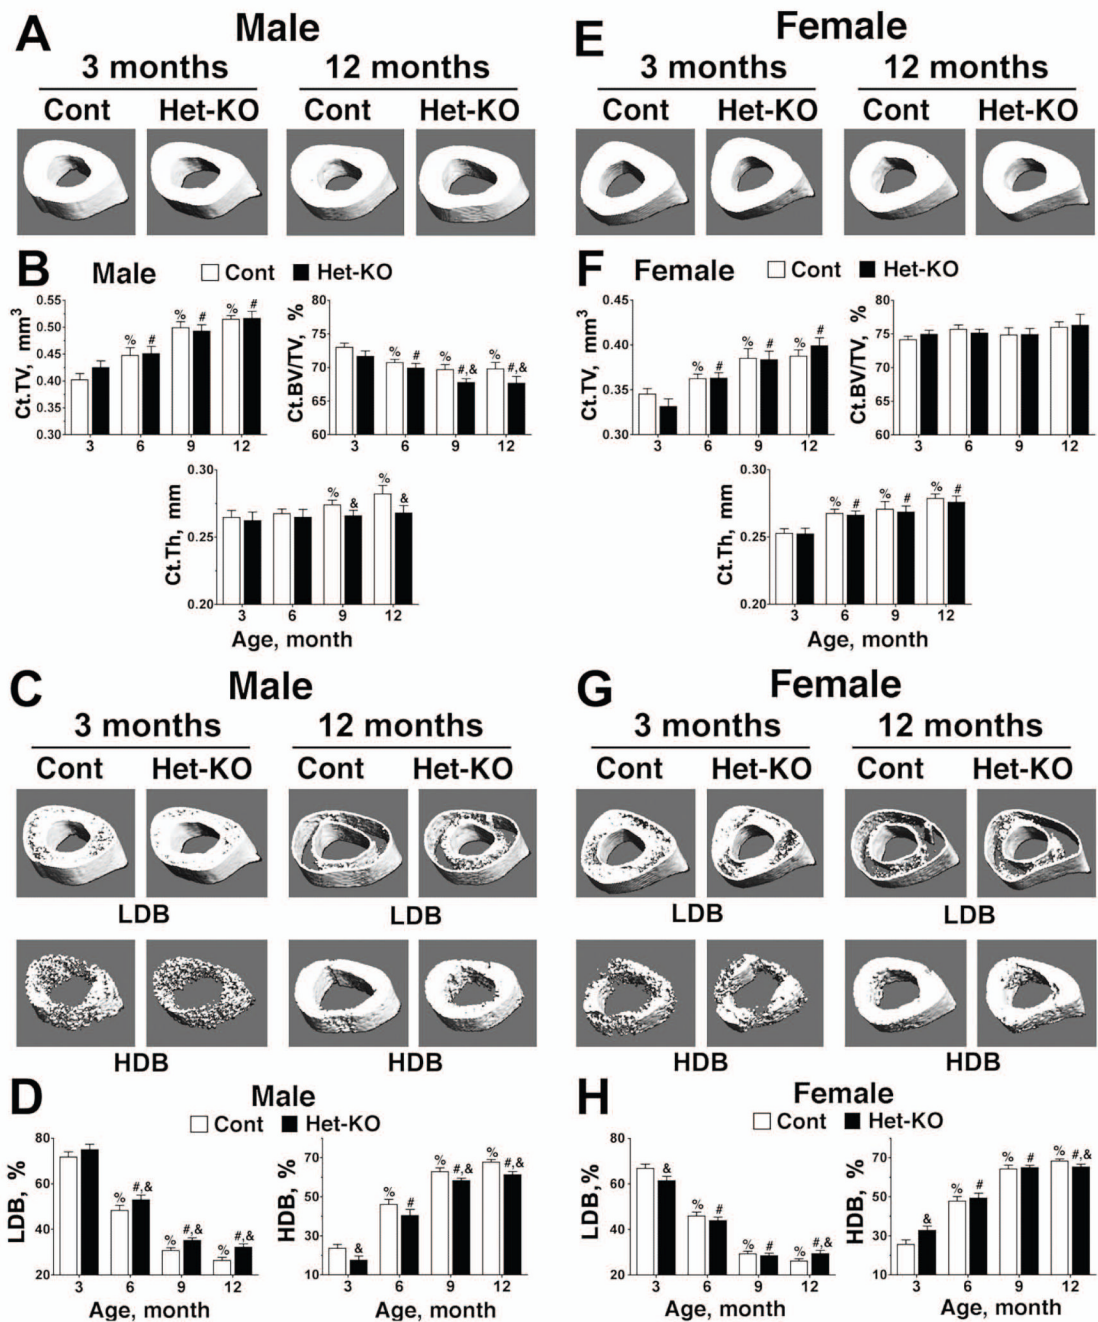 A Male
3 months 12 months
Cont Het-KO Cont Het-KO
E Female
3 months 12 months
Cont Het-KO Cont Het-KO
B Male Cont Het-KO
Ct.TV, mm³
0.55
0.50
0.45
0.40
0.35
0.30
% # % # % #
3 6 9 12
Ct.BV/TV, %
80
75
70
65
60
% # % #,& % #,&
3 6 9 12
Ct.Th, mm
0.30
0.25
0.20
% & % &
3 6 9 12
Age, month
F Female Cont Het-KO
Ct.TV, mm³
0.45
0.40
0.35
0.30
% # % # % #
3 6 9 12
Ct.BV/TV, %
80
75
70
65
60
3 6 9 12
Ct.Th, mm
0.30
0.25
0.20
% # % # % #
3 6 9 12
Age, month
C Male
3 months 12 months
Cont Het-KO Cont Het-KO
LDB LDB
HDB HDB
G Female
3 months 12 months
Cont Het-KO Cont Het-KO
LDB LDB
HDB HDB
D Male
Cont Het-KO
LDB, %
80
60
40
20
% #,& % #,& % #,&
3 6 9 12
Age, month
HDB, %
70
50
30
10
& % # % #,& % #,&
3 6 9 12
Age, month
H Female
Cont Het-KO
LDB, %
80
60
40
20
& % # % # % #,&
3 6 9 12
Age, month
HDB, %
70
50
30
10
& % # % # % #,&
3 6 9 12
Age, month